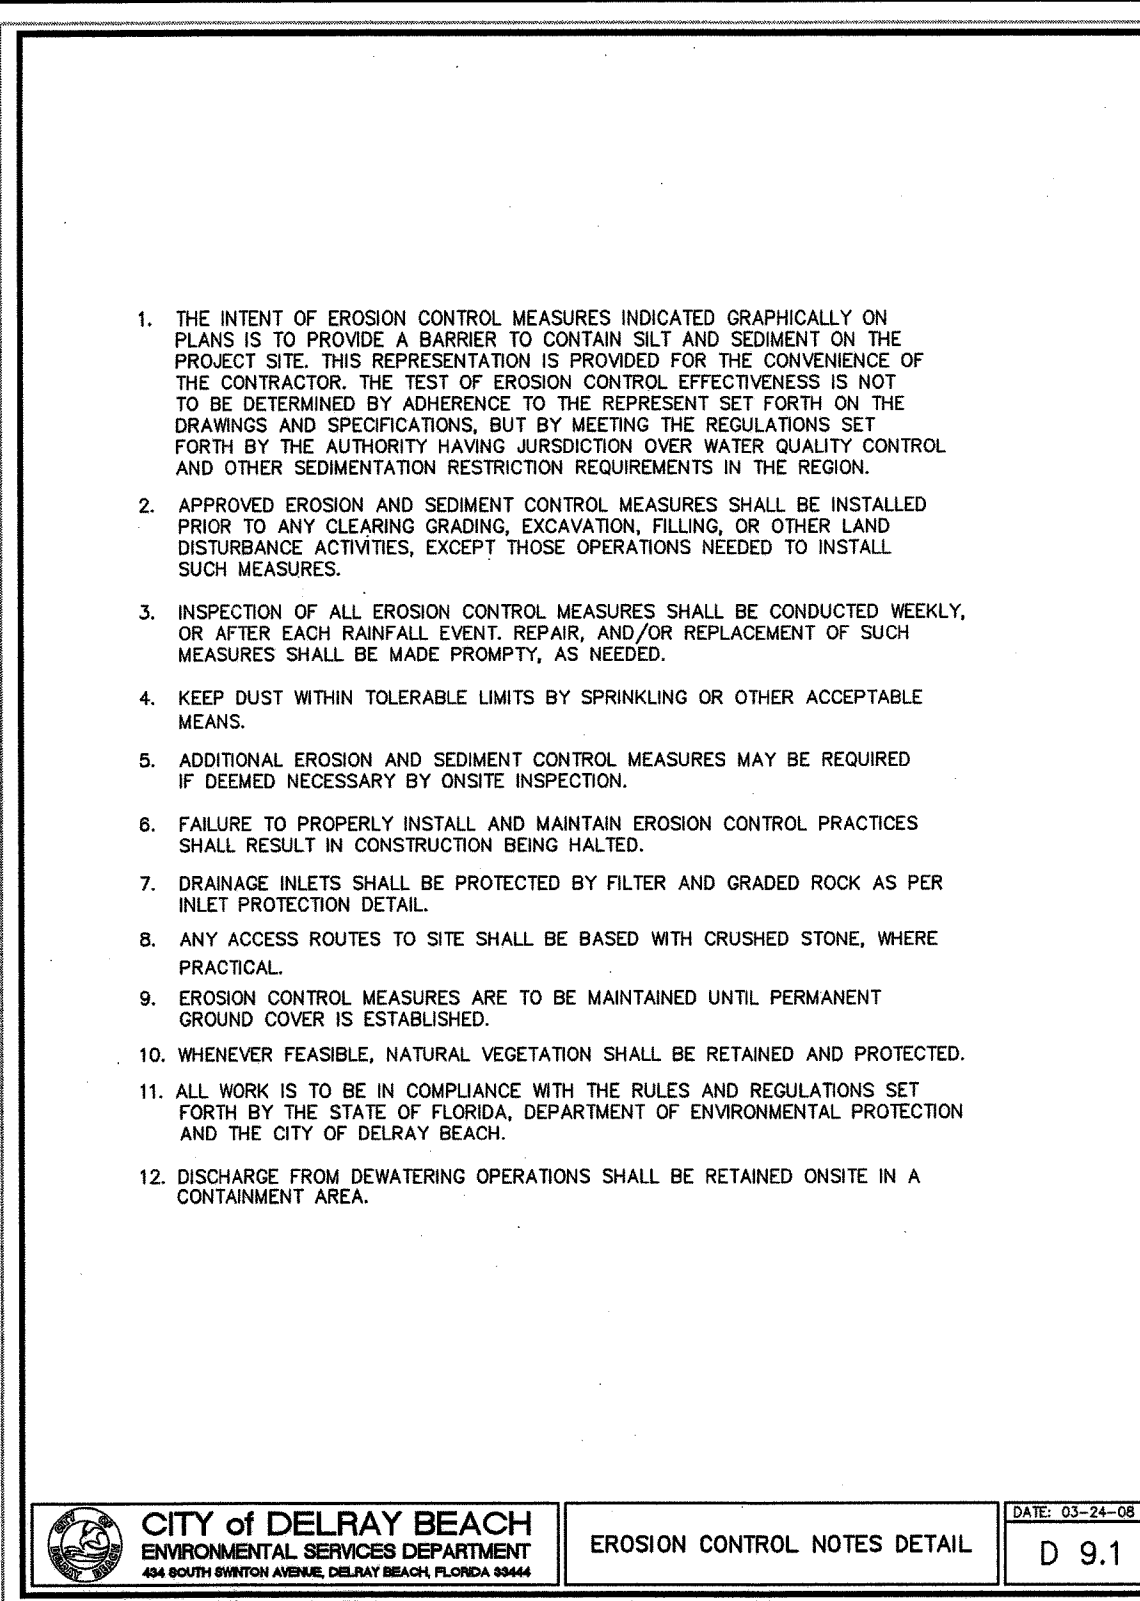 1. THE INTENT OF EROSION CONTROL MEASURES INDICATED GRAPHICALLY ON
PLANS IS TO PROVIDE A BARRIER TO CONTAIN SILT AND SEDIMENT ON THE
PROJECT SITE. THIS REPRESENTATION IS PROVIDED FOR THE CONVENIENCE OF
THE CONTRACTOR. THE TEST OF EROSION CONTROL EFFECTIVENESS IS NOT
TO BE DETERMINED BY ADHERENCE TO THE REPRESENT SET FORTH ON THE
DRAWINGS AND SPECIFICATIONS, BUT BY MEETING THE REGULATIONS SET
FORTH BY THE AUTHORITY HAVING JURSDICTION OVER WATER QUALITY CONTROL
AND OTHER SEDIMENTATION RESTRICTION REQUIREMENTS IN THE REGION.
2. APPROVED EROSION AND SEDIMENT CONTROL MEASURES SHALL BE INSTALLED
PRIOR TO ANY CLEARING GRADING, EXCAVATION, FILLING, OR OTHER LAND
DISTURBANCE ACTIVITIES, EXCEPT THOSE OPERATIONS NEEDED TO INSTALL
SUCH MEASURES.
3. INSPECTION OF ALL EROSION CONTROL MEASURES SHALL BE CONDUCTED WEEKLY,
OR AFTER EACH RAINFALL EVENT. REPAIR, AND/OR REPLACEMENT OF SUCH
MEASURES SHALL BE MADE PROMPTY, AS NEEDED.
4. KEEP DUST WITHIN TOLERABLE LIMITS BY SPRINKLING OR OTHER ACCEPTABLE
MEANS.
5. ADDITIONAL EROSION AND SEDIMENT CONTROL MEASURES MAY BE REQUIRED
IF DEEMED NECESSARY BY ONSITE INSPECTION.
6. FAILURE TO PROPERLY INSTALL AND MAINTAIN EROSION CONTROL PRACTICES
SHALL RESULT IN CONSTRUCTION BEING HALTED.
7. DRAINAGE INLETS SHALL BE PROTECTED BY FILTER AND GRADED ROCK AS PER
INLET PROTECTION DETAIL.
8. ANY ACCESS ROUTES TO SITE SHALL BE BASED WITH CRUSHED STONE, WHERE
PRACTICAL.
9. EROSION CONTROL MEASURES ARE TO BE MAINTAINED UNTIL PERMANENT
GROUND COVER IS ESTABLISHED.
10. WHENEVER FEASIBLE, NATURAL VEGETATION SHALL BE RETAINED AND PROTECTED.
11. ALL WORK IS TO BE IN COMPLIANCE WITH THE RULES AND REGULATIONS SET
FORTH BY THE STATE OF FLORIDA, DEPARTMENT OF ENVIRONMENTAL PROTECTION
AND THE CITY OF DELRAY BEACH.
12. DISCHARGE FROM DEWATERING OPERATIONS SHALL BE RETAINED ONSITE IN A
CONTAINMENT AREA.
CITY OF
DELRAY BEACH
CITY of DELRAY BEACH
ENVIRONMENTAL SERVICES DEPARTMENT
434 SOUTH SWINTON AVENUE, DELRAY BEACH, FLORIDA 33444
EROSION CONTROL NOTES DETAIL
DATE: 03-24-08
D 9.1